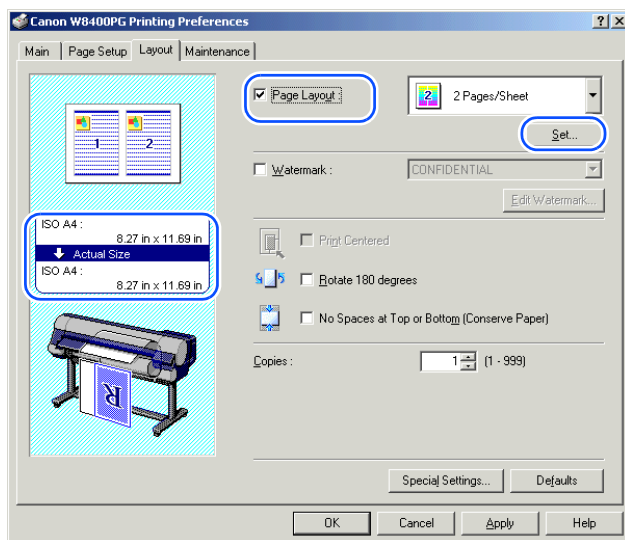 Canon W8400PG Printing Preferences
Main Page Setup Layout Maintenance
Page Layout :
2 2 Pages/Sheet
1 2
Set...
Watermark :
CONFIDENTIAL
Edit Watermark...
ISO A4 :
8.27 in x 11.69 in
Actual Size
ISO A4 :
8.27 in x 11.69 in
Print Centered
Rotate 180 degrees
No Spaces at Top or Bottom (Conserve Paper)
Copies :
1 (1 - 999)
R
Special Settings... Defaults
OK Cancel Apply Help